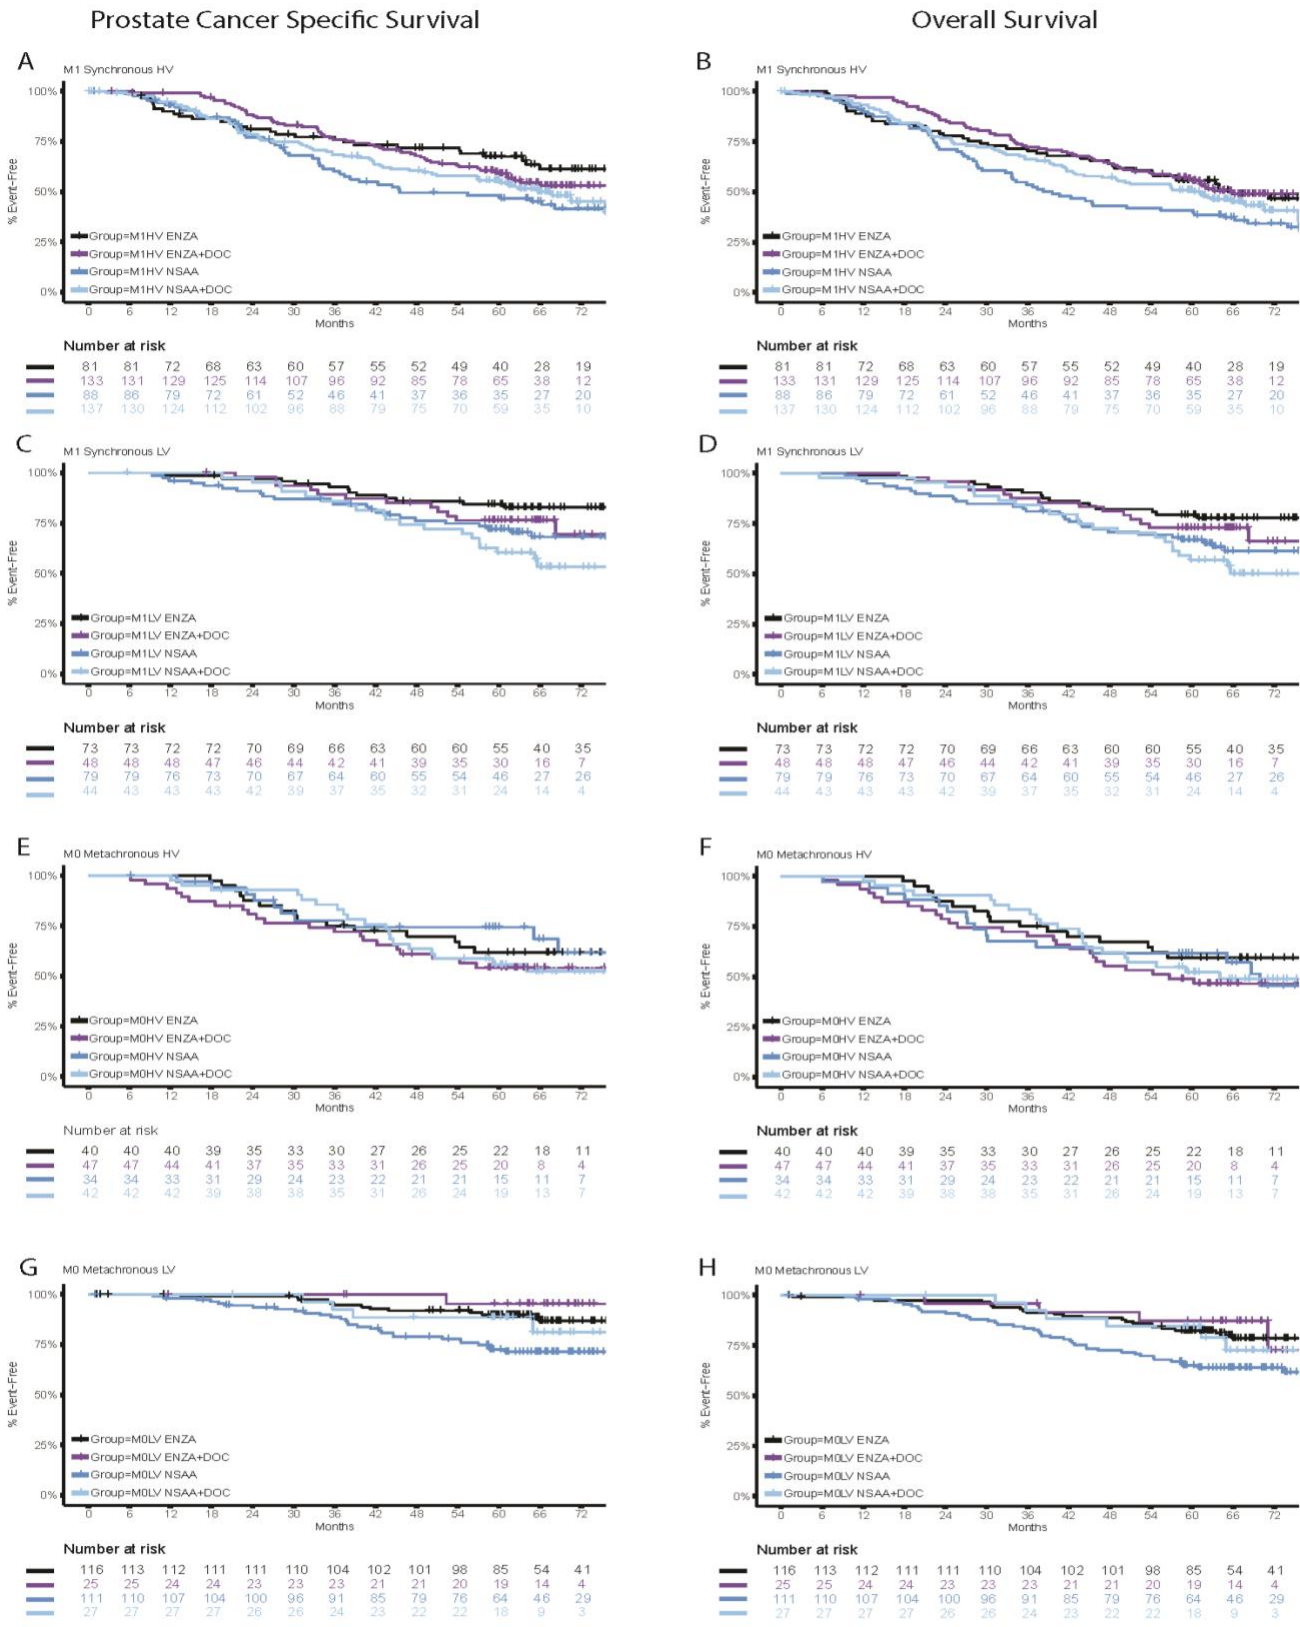 Prostate Cancer Specific Survival
Overall Survival
A
M1 Synchronous HV
100%
75%
50%
25%
0%
% Event-Free
Group=M1HV ENZA
Group=M1HV ENZA+DOC
Group=M1HV NSAA
Group=M1HV NSAA+DOC
0 6 12 18 24 30 36 42 48 54 60 66 72
Months
Number at risk
81 81 72 68 63 60 57 55 52 49 40 28 19
133 131 129 125 114 107 96 92 85 78 65 38 12
88 86 79 72 61 52 46 41 37 36 35 27 20
137 130 124 112 102 96 88 79 75 70 59 35 10
B
M1 Synchronous HV
100%
75%
50%
25%
0%
% Event-Free
Group=M1HV ENZA
Group=M1HV ENZA+DOC
Group=M1HV NSAA
Group=M1HV NSAA+DOC
0 6 12 18 24 30 36 42 48 54 60 66 72
Months
Number at risk
81 81 72 68 63 60 57 55 52 49 40 28 19
133 131 129 125 114 107 96 92 85 78 65 38 12
88 86 79 72 61 52 46 41 37 36 35 27 20
137 130 124 112 102 96 88 79 75 70 59 35 10
C
M1 Synchronous LV
100%
75%
50%
25%
0%
% Event-Free
Group=M1LV ENZA
Group=M1LV ENZA+DOC
Group=M1LV NSAA
Group=M1LV NSAA+DOC
0 6 12 18 24 30 36 42 48 54 60 66 72
Months
Number at risk
73 73 72 72 70 69 66 63 60 60 55 40 35
48 48 48 47 46 44 42 41 39 35 30 16 7
79 79 76 73 70 67 64 60 55 54 46 27 26
44 43 43 43 42 39 37 35 32 31 24 14 4
D
M1 Synchronous LV
100%
75%
50%
25%
0%
% Event-Free
Group=M1LV ENZA
Group=M1LV ENZA+DOC
Group=M1LV NSAA
Group=M1LV NSAA+DOC
0 6 12 18 24 30 36 42 48 54 60 66 72
Months
Number at risk
73 73 72 72 70 69 66 63 60 60 55 40 35
48 48 48 47 46 44 42 41 39 35 30 16 7
79 79 76 73 70 67 64 60 55 54 46 27 26
44 43 43 43 42 39 37 35 32 31 24 14 4
E
M0 Metachronous HV
100%
75%
50%
25%
0%
% Event-Free
Group=M0HV ENZA
Group=M0HV ENZA+DOC
Group=M0HV NSAA
Group=M0HV NSAA+DOC
0 6 12 18 24 30 36 42 48 54 60 66 72
Months
Number at risk
40 40 40 39 35 33 30 27 26 25 22 18 11
47 47 44 41 37 35 33 31 26 25 20 8 4
34 34 33 31 29 24 23 22 21 21 15 11 7
42 42 42 39 38 38 35 31 26 24 19 13 7
F
M0 Metachronous HV
100%
75%
50%
25%
0%
% Event-Free
Group=M0HV ENZA
Group=M0HV ENZA+DOC
Group=M0HV NSAA
Group=M0HV NSAA+DOC
0 6 12 18 24 30 36 42 48 54 60 66 72
Months
Number at risk
40 40 40 39 35 33 30 27 26 25 22 18 11
47 47 44 41 37 35 33 31 26 25 20 8 4
34 34 33 31 29 24 23 22 21 21 15 11 7
42 42 42 39 38 38 35 31 26 24 19 13 7
G
M0 Metachronous LV
100%
75%
50%
25%
0%
% Event-Free
Group=M0LV ENZA
Group=M0LV ENZA+DOC
Group=M0LV NSAA
Group=M0LV NSAA+DOC
0 6 12 18 24 30 36 42 48 54 60 66 72
Months
Number at risk
116 113 112 111 111 110 104 102 101 98 85 54 41
25 25 24 24 23 23 23 21 21 20 19 14 4
111 110 107 104 100 96 91 85 79 76 64 46 29
27 27 27 27 26 26 24 23 22 22 18 9 3
H
M0 Metachronous LV
100%
75%
50%
25%
0%
% Event-Free
Group=M0LV ENZA
Group=M0LV ENZA+DOC
Group=M0LV NSAA
Group=M0LV NSAA+DOC
0 6 12 18 24 30 36 42 48 54 60 66 72
Months
Number at risk
116 113 112 111 111 110 104 102 101 98 85 54 41
25 25 24 24 23 23 23 21 21 20 19 14 4
111 110 107 104 100 96 91 85 79 76 64 46 29
27 27 27 27 26 26 24 23 22 22 18 9 3